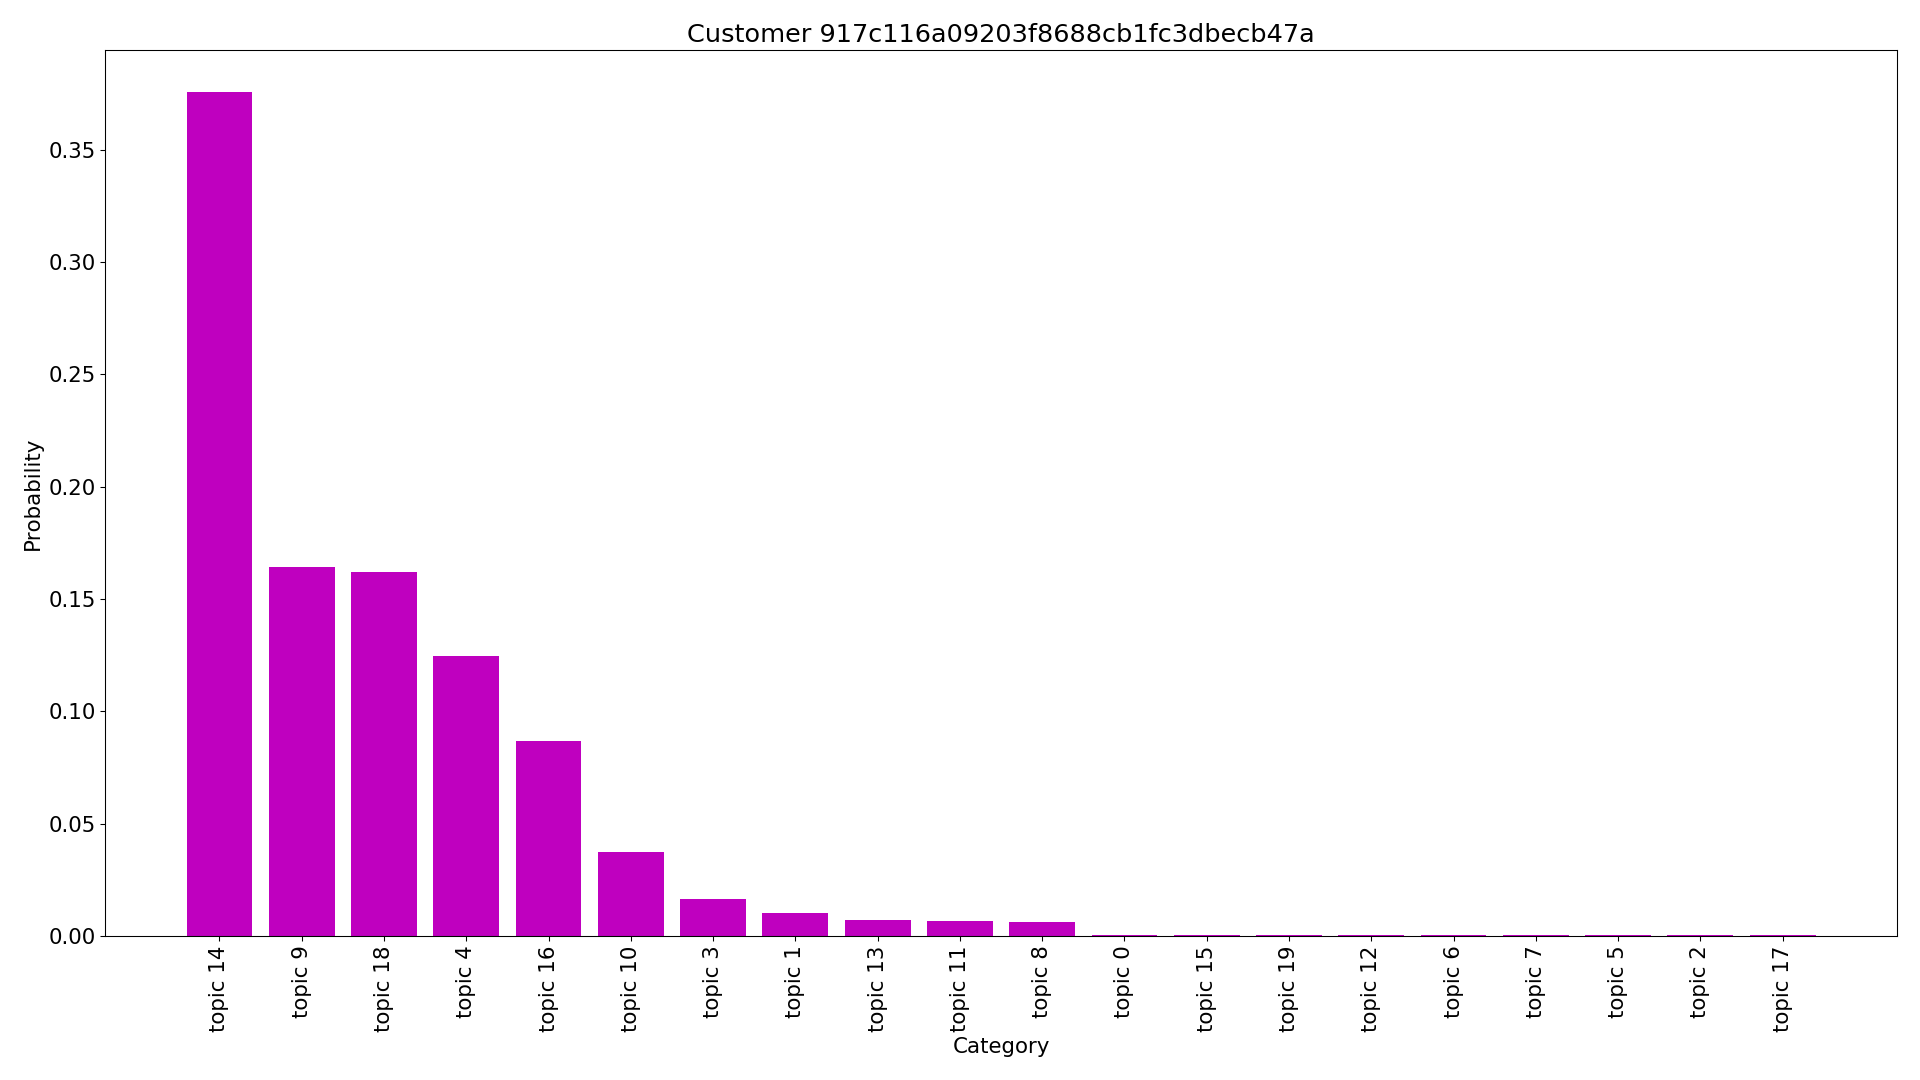 Customer 917c116a09203f8688cb1fc3dbecb47a
Probability
0.35
0.30
0.25
0.20
0.15
0.10
0.05
0.00
topic 14
topic 9
topic 18
topic 4
topic 16
topic 10
topic 3
topic 1
topic 13
topic 11
topic 8
topic 0
topic 15
topic 19
topic 12
topic 6
topic 7
topic 5
topic 2
topic 17
Category